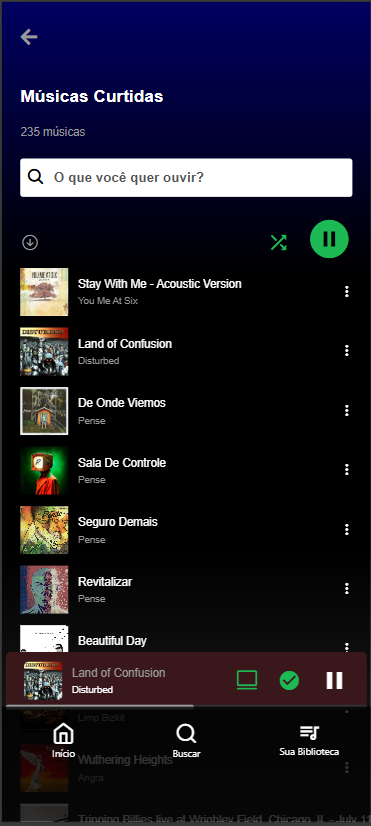 Músicas Curtidas
235 músicas
O que você quer ouvir?
Stay With Me - Acoustic Version
You Me At Six
Land of Confusion
Disturbed
De Onde Viemos
Pense
Sala De Controle
Pense
Seguro Demais
Pense
Revitalizar
Pense
Beautiful Day
Land of Confusion
Disturbed
Limp Bizkit
Início
Buscar
Sua Biblioteca
Wuthering Heights
Angra
Tripping Billies live at Wrighley Field, Chicago, IL - July 1